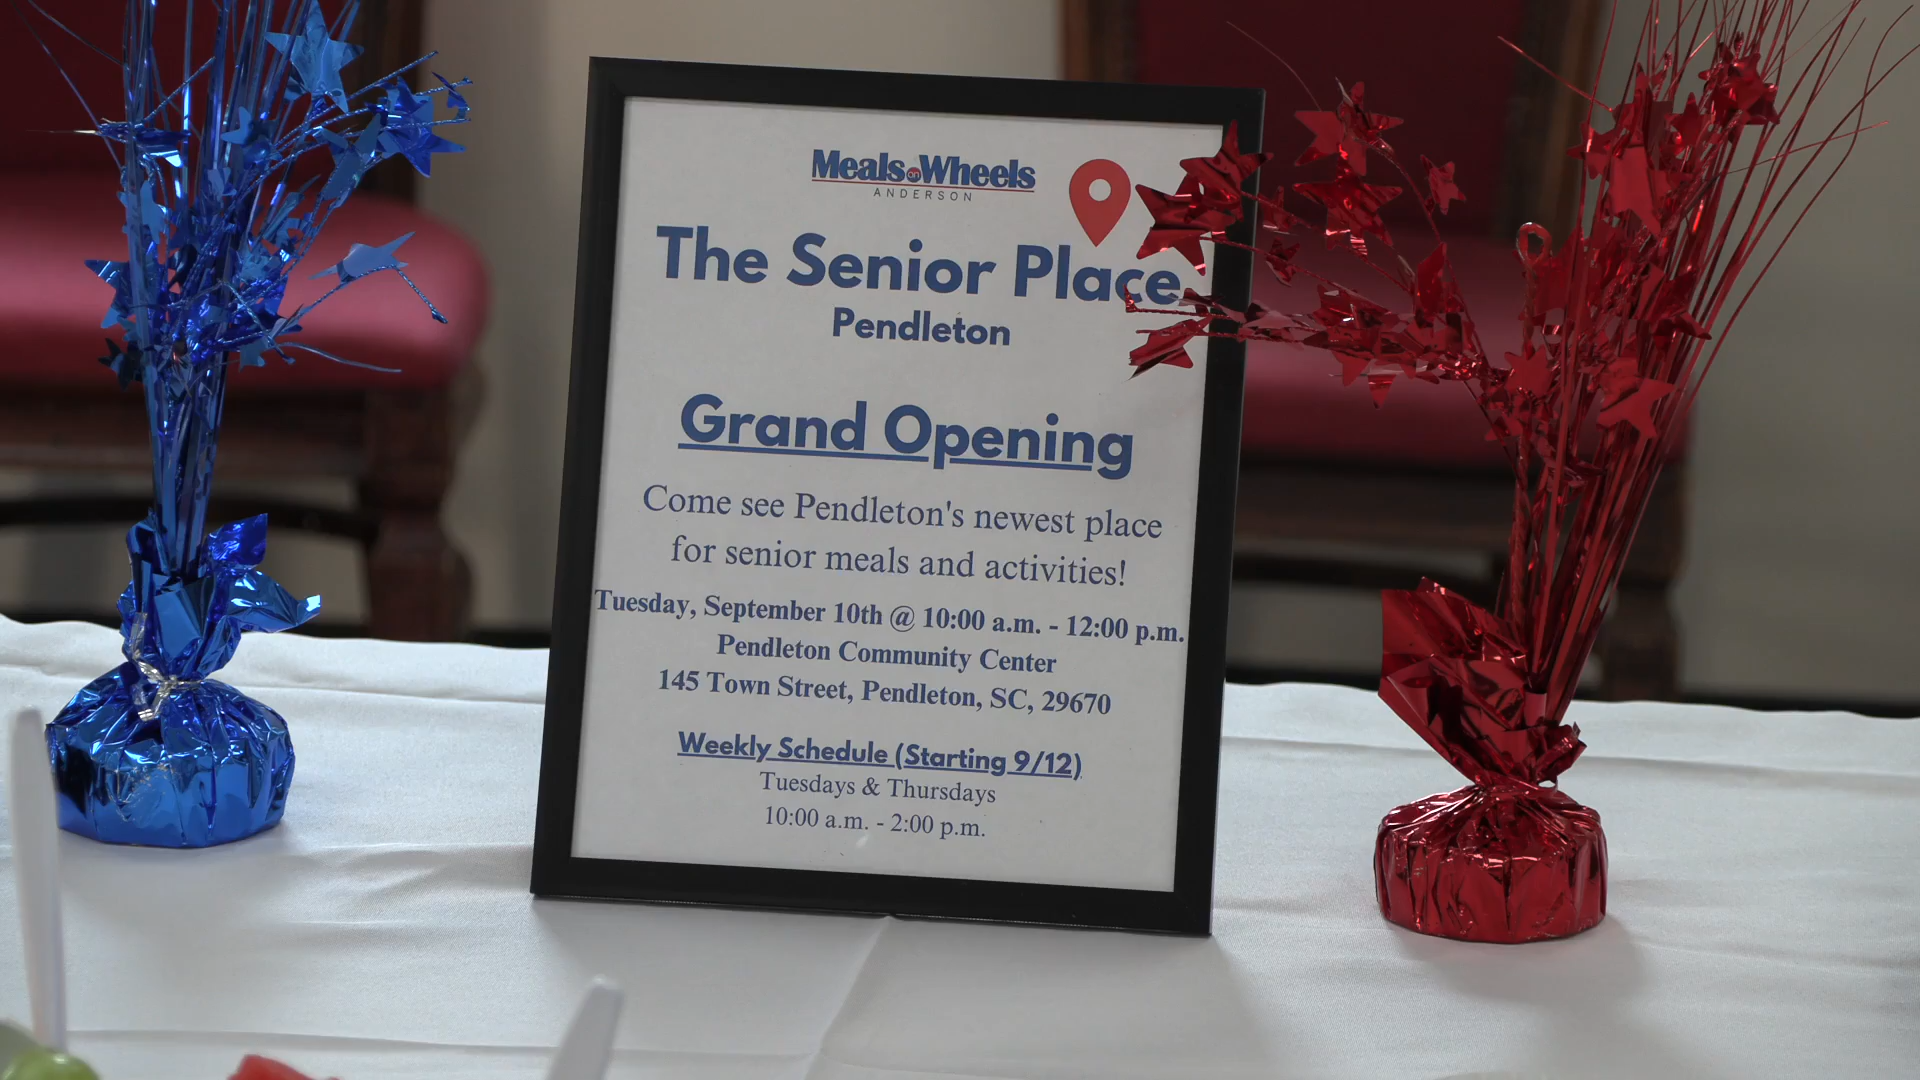 Meals on Wheels
ANDERSON
The Senior Place
Pendleton
Grand Opening
Come see Pendleton's newest place
for senior meals and activities!
Tuesday, September 10th @ 10:00 a.m. - 12:00 p.m.
Pendleton Community Center
145 Town Street, Pendleton, SC, 29670
Weekly Schedule (Starting 9/12)
Tuesdays & Thursdays
10:00 a.m. - 2:00 p.m.